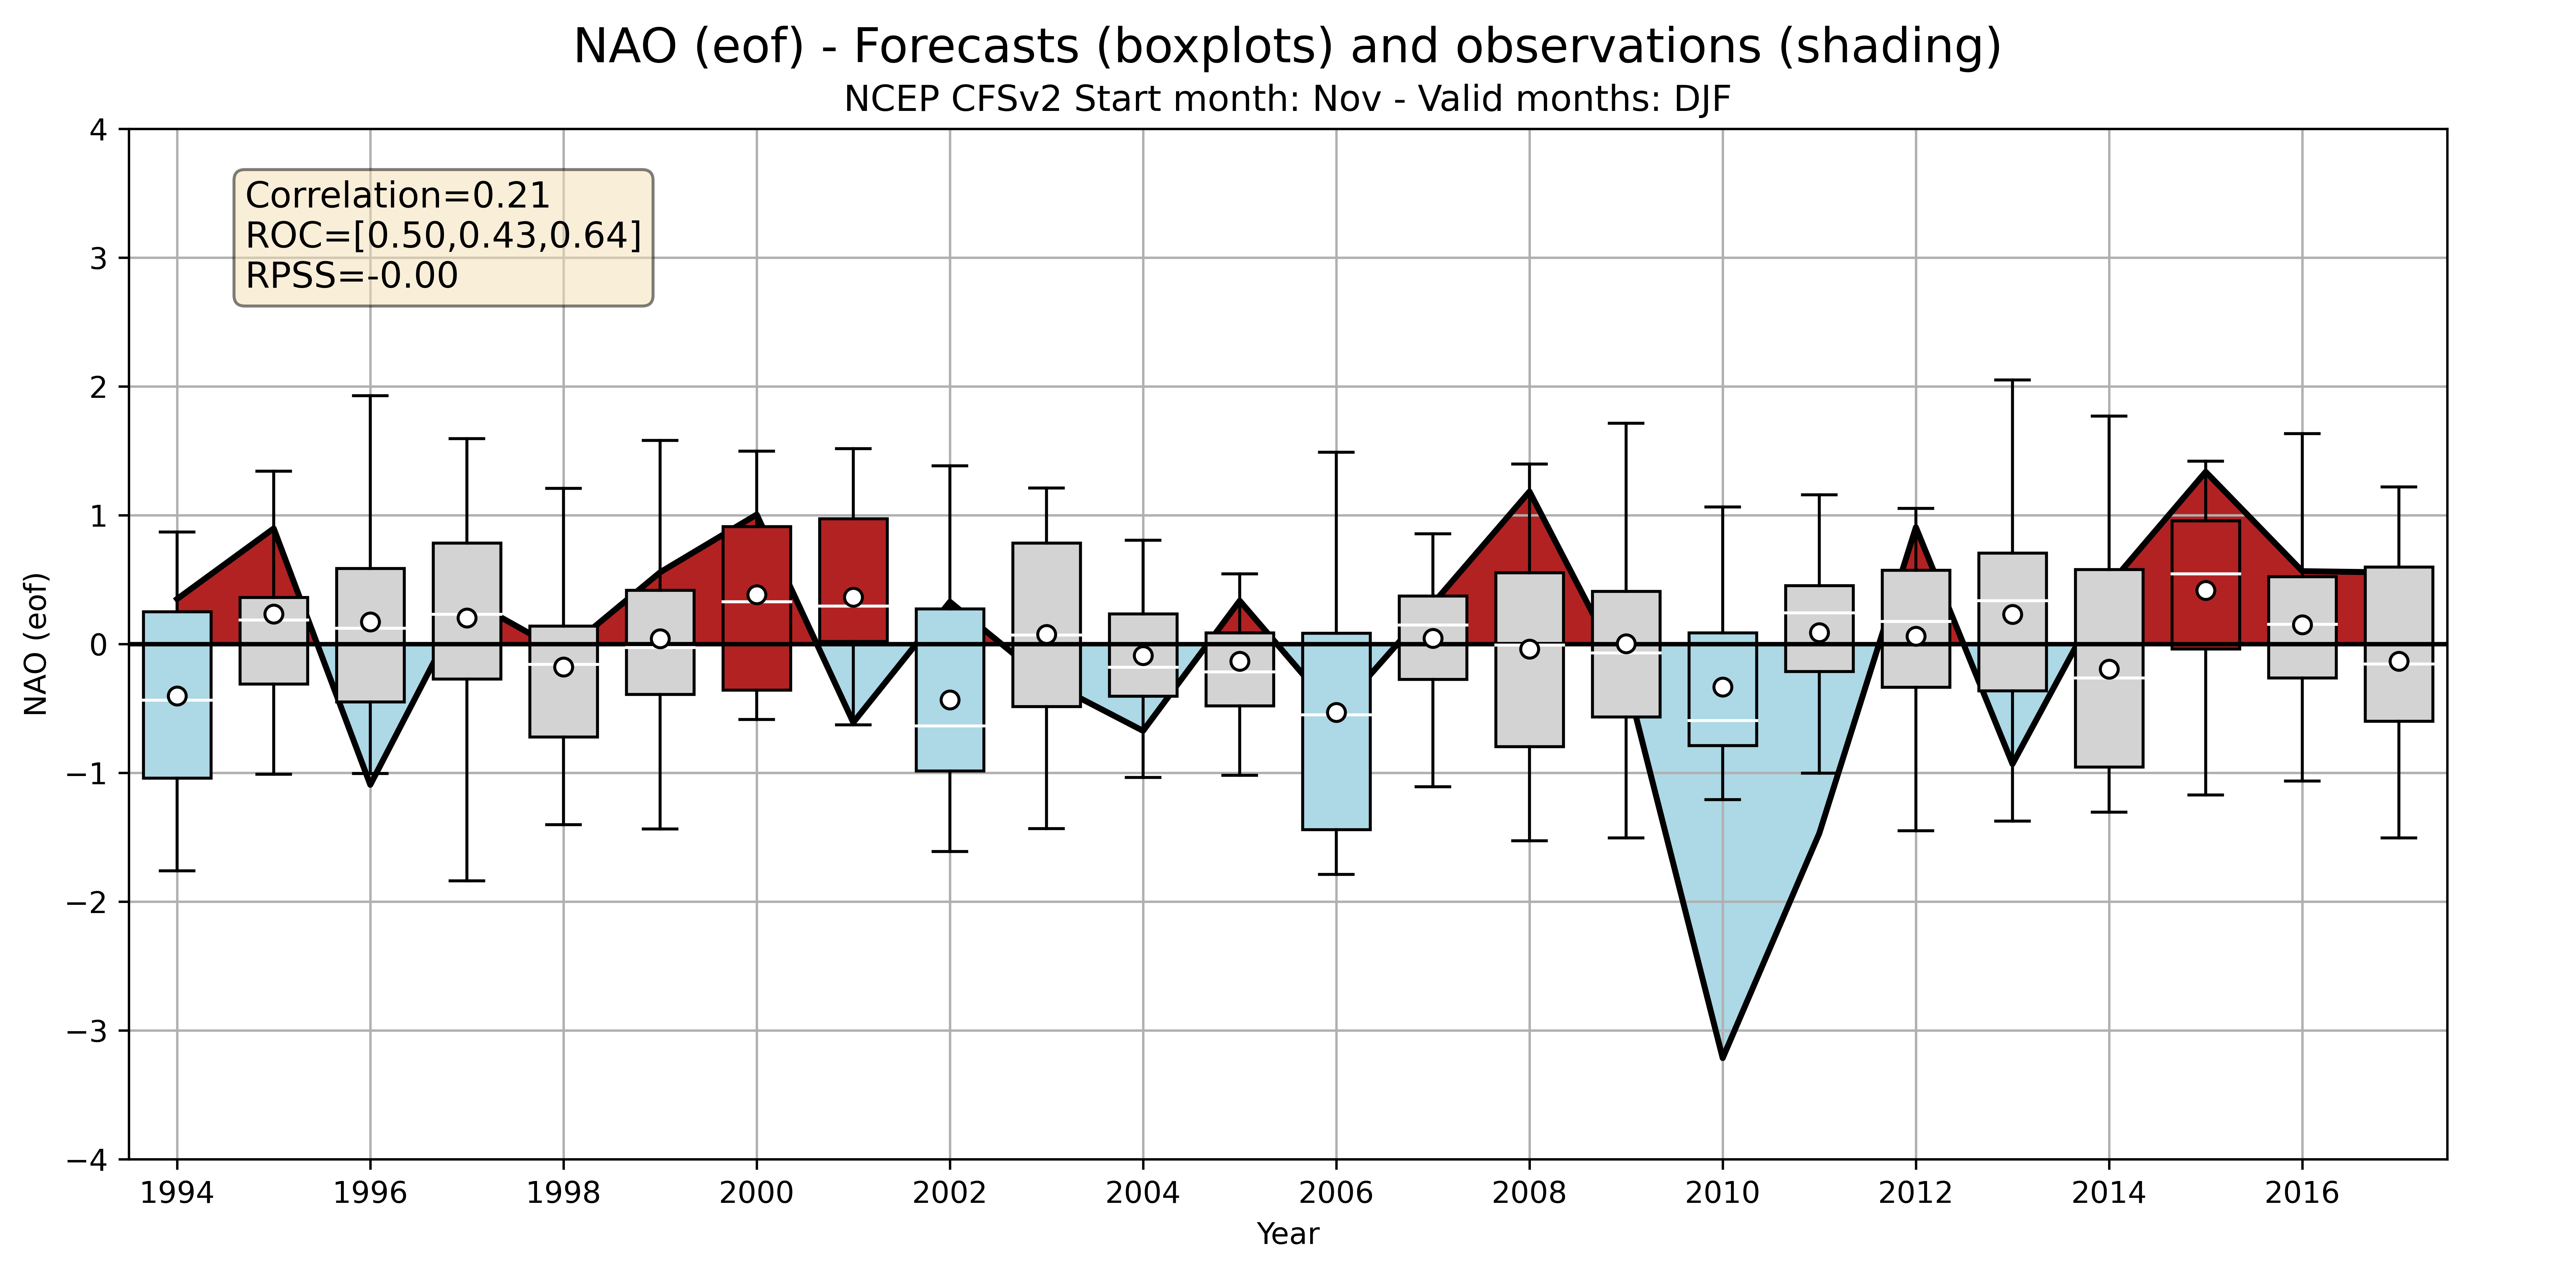 NAO (eof) - Forecasts (boxplots) and observations (shading)
NCEP CFSv2 Start month: Nov - Valid months: DJF
Correlation=0.21
ROC=[0.50,0.43,0.64]
RPSS=-0.00
NAO (eof)
4
3
2
1
0
−1
−2
−3
−4
1994 1996 1998 2000 2002 2004 2006 2008 2010 2012 2014 2016
Year